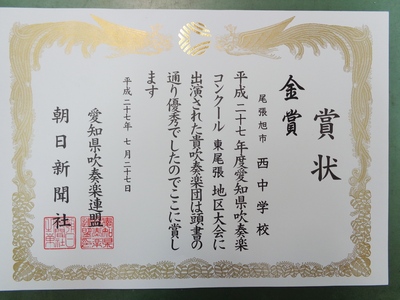 賞状
金賞
尾張旭市 西中学校
平成二十七年度愛知県吹奏楽
コンクール 東尾張 地区大会に
出演された貴吹奏楽団は頭書の
通り優秀でしたのでここに賞し
ます
平成二十七年 七月二十七日
愛知県吹奏楽連盟
朝日新聞社